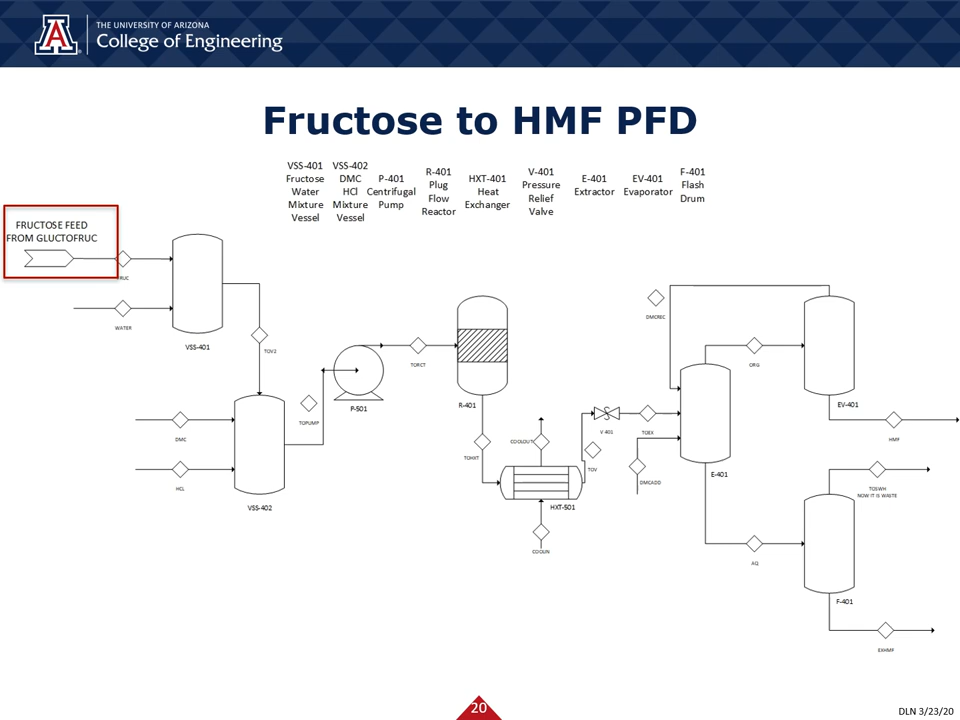 THE UNIVERSITY OF ARIZONA
College of Engineering
Fructose to HMF PFD
VSS-401
Fructose
Water
Mixture
Vessel
VSS-402
DMC
HCl
Mixture
Vessel
P-401
Centrifugal
Pump
R-401
Plug
Flow
Reactor
HXT-401
Heat
Exchanger
V-401
Pressure
Relief
Valve
E-401
Extractor
EV-401
Evaporator
F-401
Flash
Drum
FRUCTOSE FEED
FROM GLUCTOFRUC
RUC
WATER
VSS-401
TOV2
DMC
HCL
VSS-402
TOPUMP
P-501
TORCT
R-401
TOHXT
COOLOUT
HXT-501
COOLIN
TOV
V 401
TOEX
DMCADD
DMCREC
E-401
ORG
EV-401
HMF
TOSWH
NOW IT IS WASTE
AQ
F-401
EXHMF
20
DLN 3/23/20